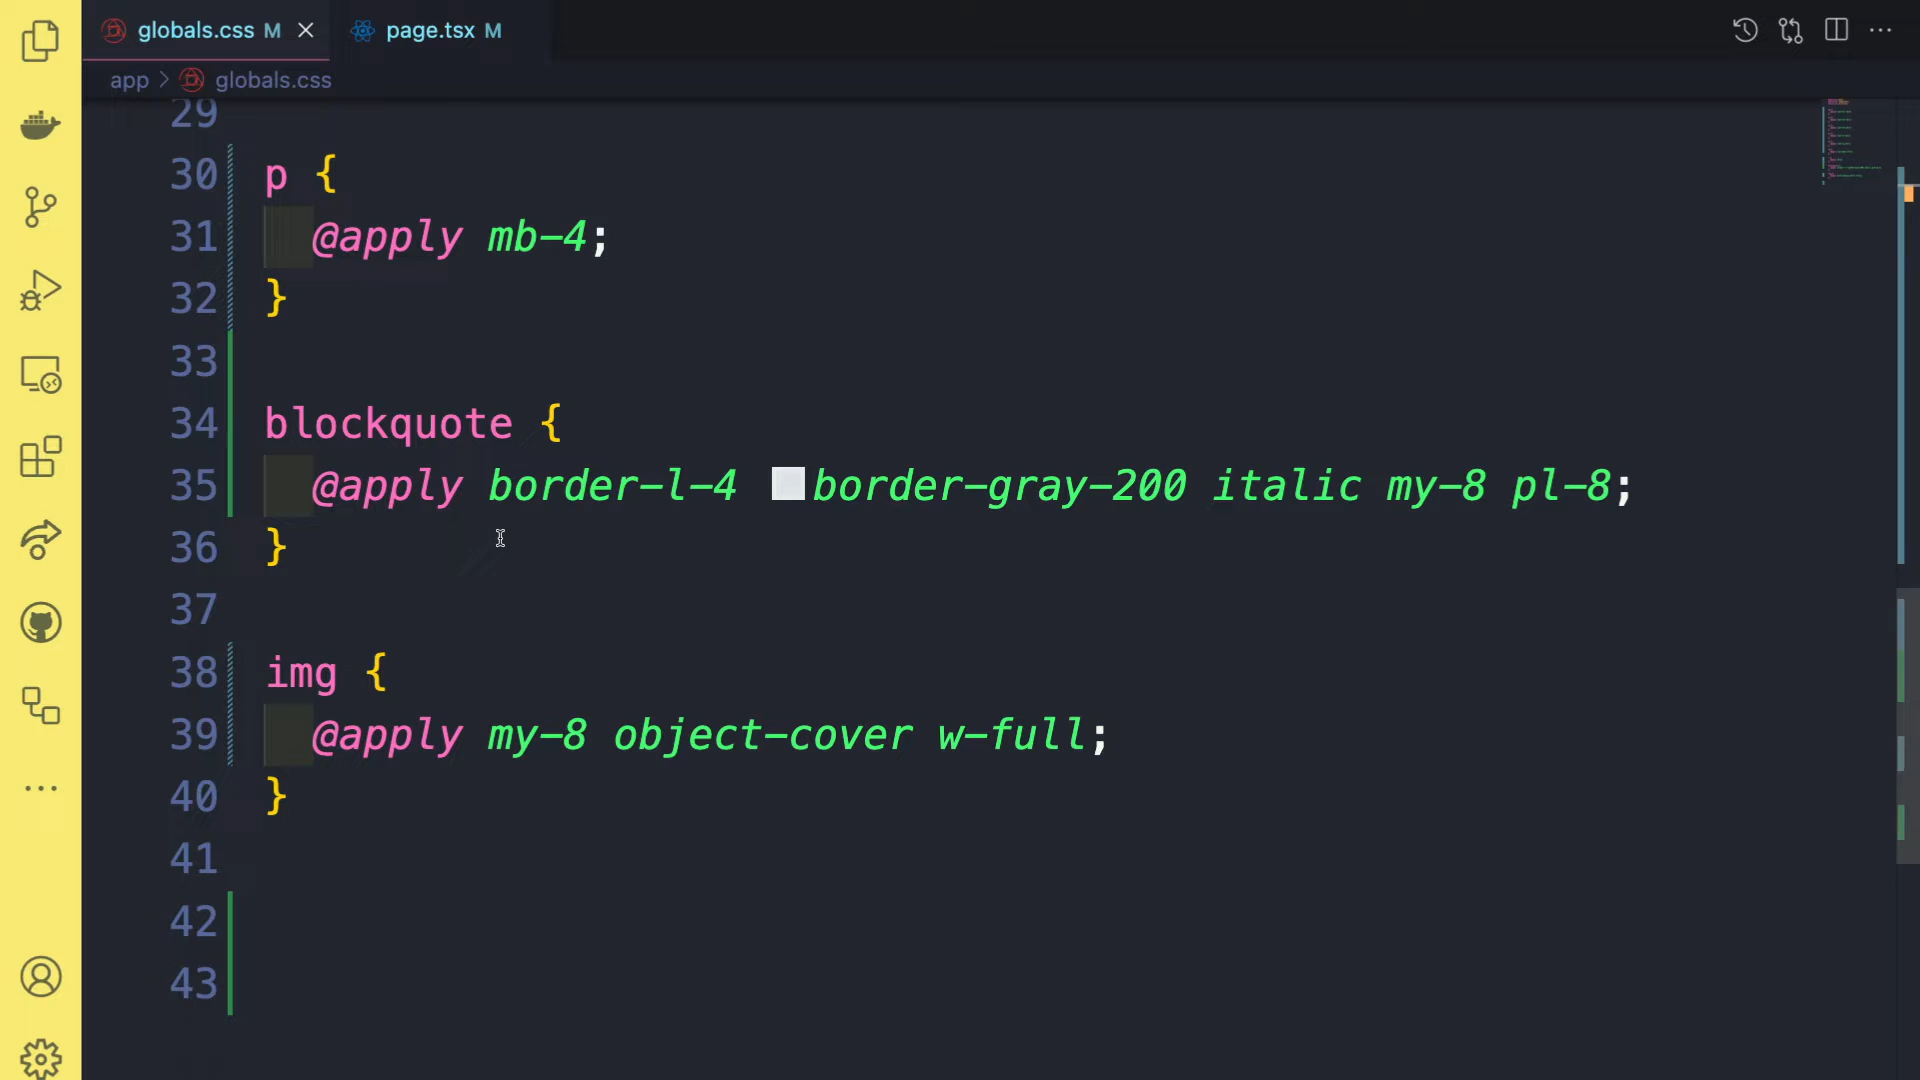 globals.css M
page.tsx M
app > globals.css
29
30 p {
31 @apply mb-4;
32 }
33
34 blockquote {
35 @apply border-l-4 border-gray-200 italic my-8 pl-8;
36 }
37
38 img {
39 @apply my-8 object-cover w-full;
40 }
41
42
43